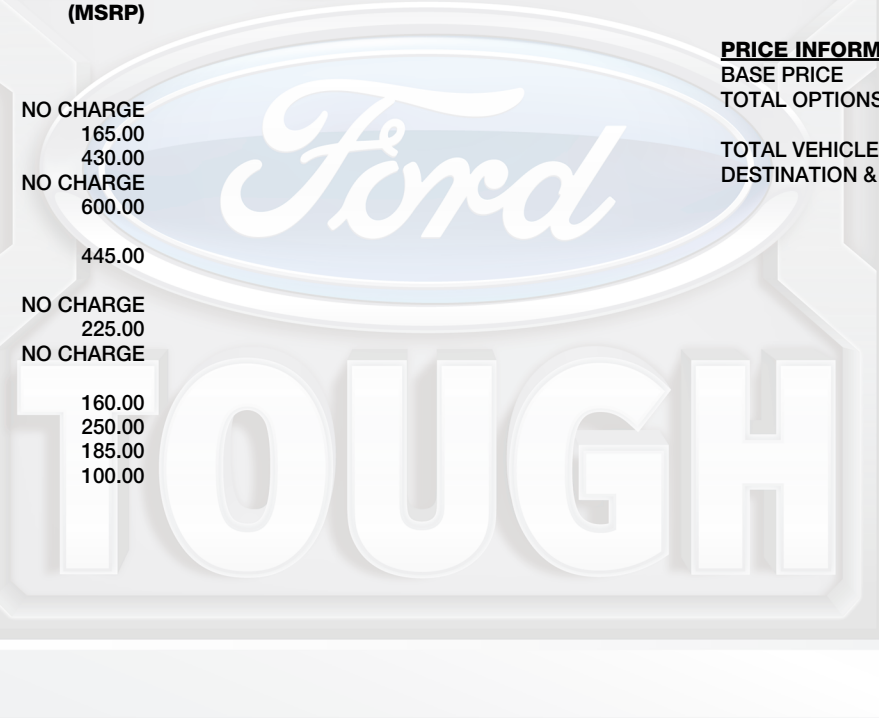 (MSRP)
NO CHARGE
165.00
430.00
NO CHARGE
600.00
445.00
NO CHARGE
225.00
NO CHARGE
160.00
250.00
185.00
100.00
PRICE INFORM
BASE PRICE
TOTAL OPTIONS
TOTAL VEHICLE
DESTINATION &
Ford
TOUGH